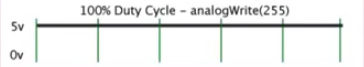 100% Duty Cycle – analogWrite(255)
5v
0v